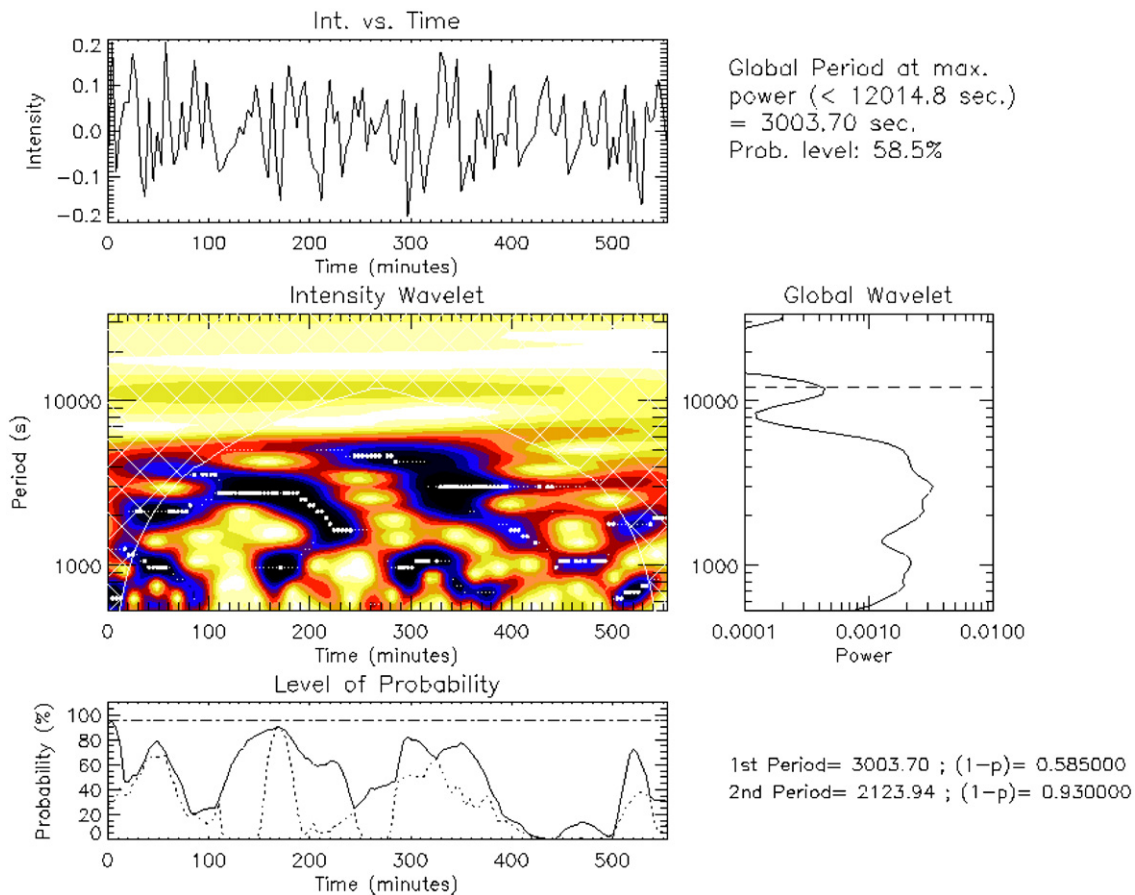 Int. vs. Time
0.2
0.1
0.0
-0.1
-0.2
Intensity
0 100 200 300 400 500
Time (minutes)
Global Period at max.
power (< 12014.8 sec.)
= 3003.70 sec.
Prob. level: 58.5%
Intensity Wavelet
10000
1000
Period (s)
0 100 200 300 400 500
Time (minutes)
Global Wavelet
10000
1000
0.0001 0.0010 0.0100
Power
Level of Probability
100
80
60
40
20
0
Probability (%)
0 100 200 300 400 500
Time (minutes)
1st Period= 3003.70 ; (1-p)= 0.585000
2nd Period= 2123.94 ; (1-p)= 0.930000